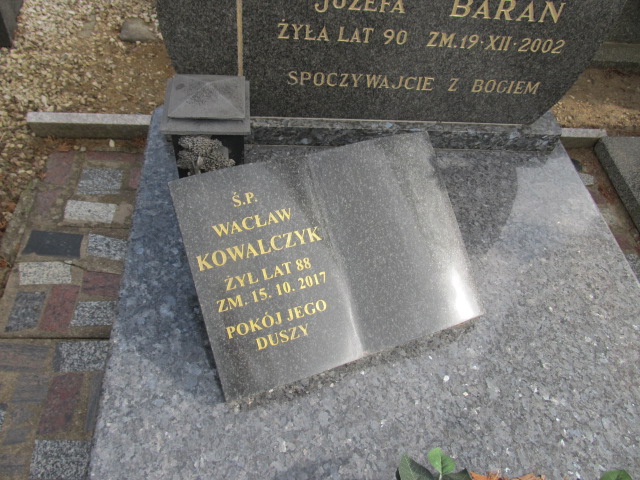 JÓZEFA BARAN
ŻYŁA LAT 90 ZM. 19-XII-2002
SPOCZYWAJCIE Z BOGIEM
Ś.P.
WACŁAW
KOWALCZYK
ŻYŁ LAT 88
ZM. 15. 10. 2017
POKÓJ JEGO
DUSZY